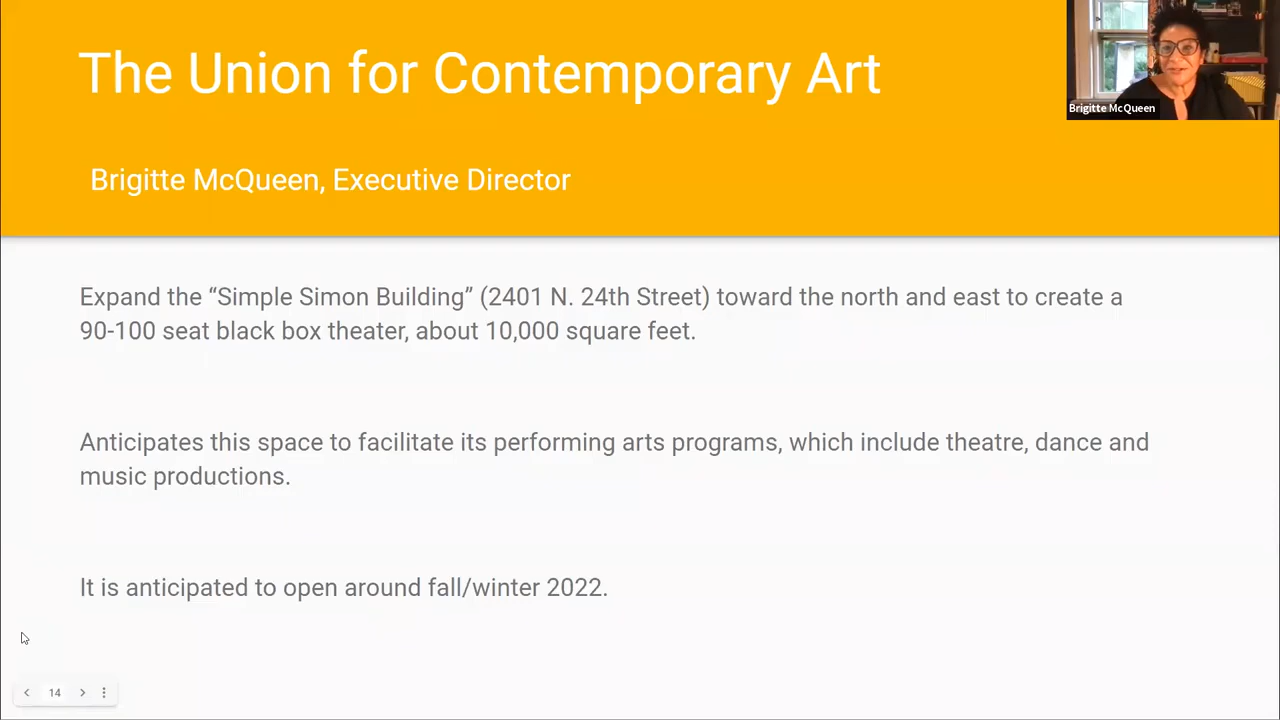 The Union for Contemporary Art
Brigitte McQueen
Brigitte McQueen, Executive Director
Expand the “Simple Simon Building” (2401 N. 24th Street) toward the north and east to create a
90-100 seat black box theater, about 10,000 square feet.
Anticipates this space to facilitate its performing arts programs, which include theatre, dance and
music productions.
It is anticipated to open around fall/winter 2022.
14